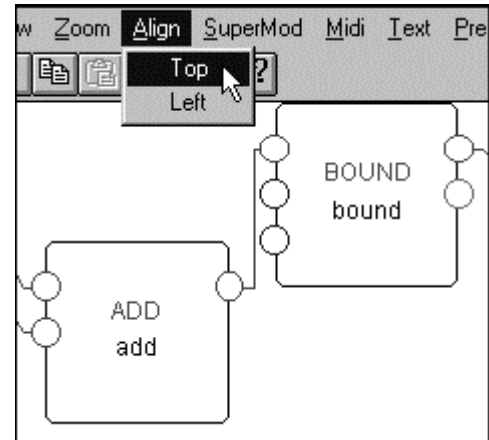 w Zoom Align SuperMod Midi Text Pre
?
Top
Left
BOUND
bound
ADD
add